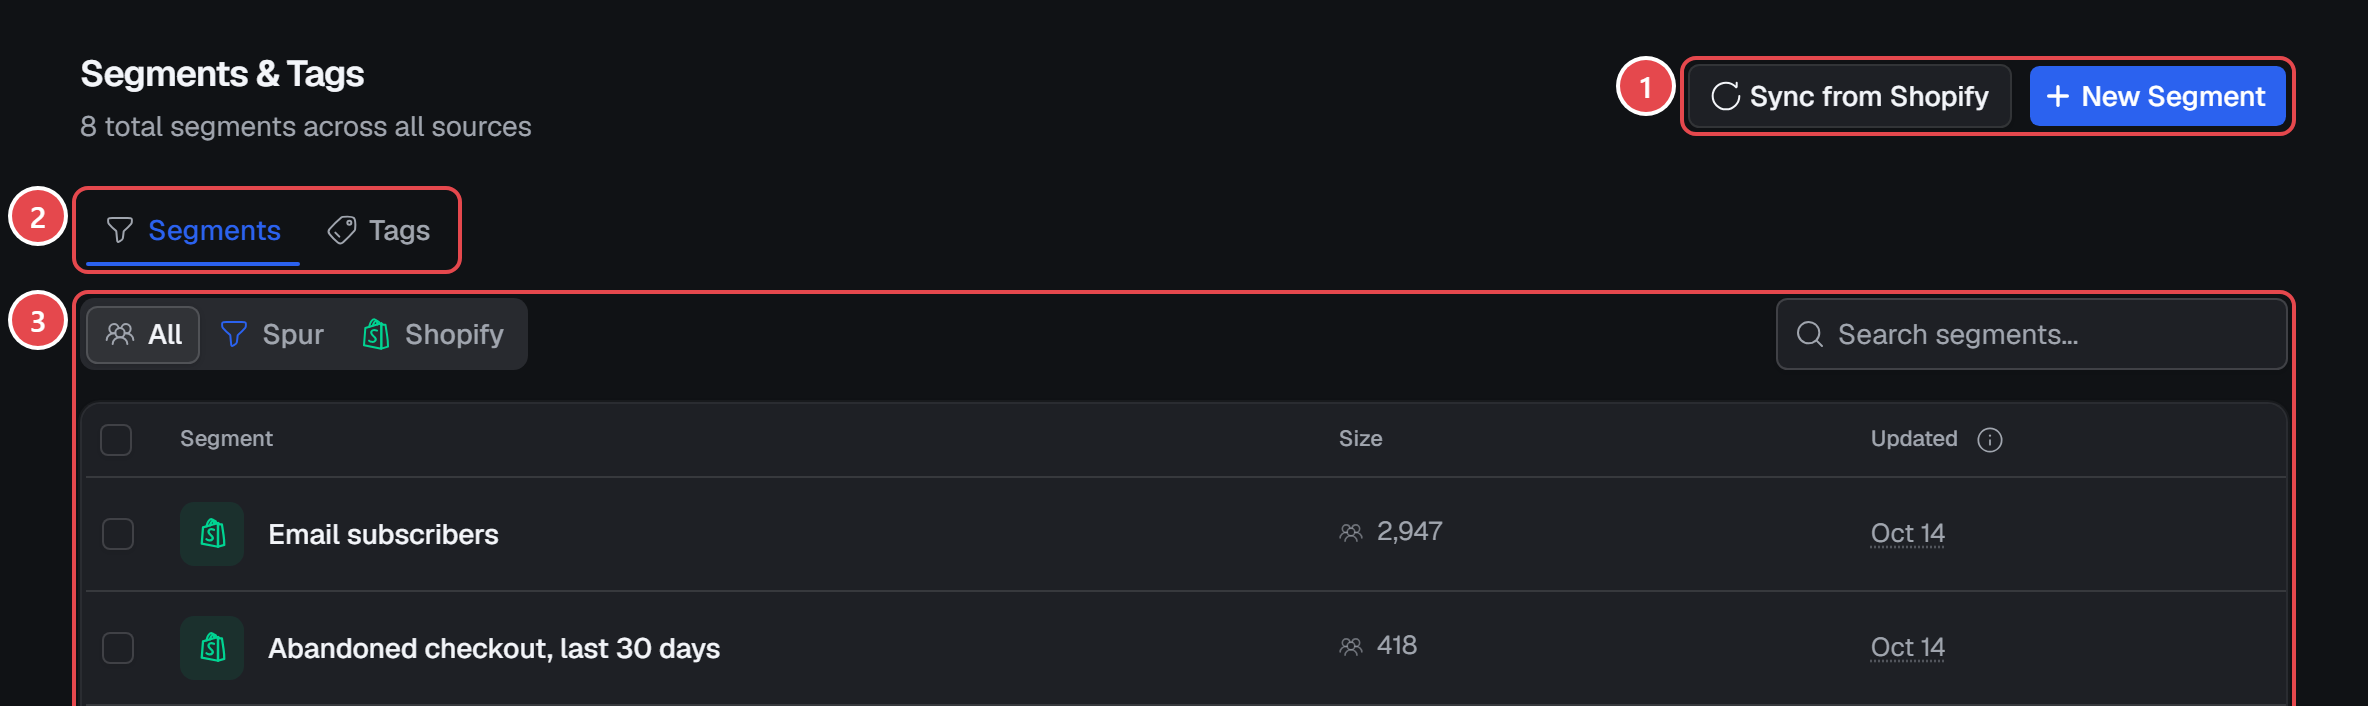 Segments & Tags
8 total segments across all sources
1
Sync from Shopify
+ New Segment
2
Segments
Tags
3
All
Spur
Shopify
Search segments...
Segment
Size
Updated
Email subscribers
2,947
Oct 14
Abandoned checkout, last 30 days
418
Oct 14